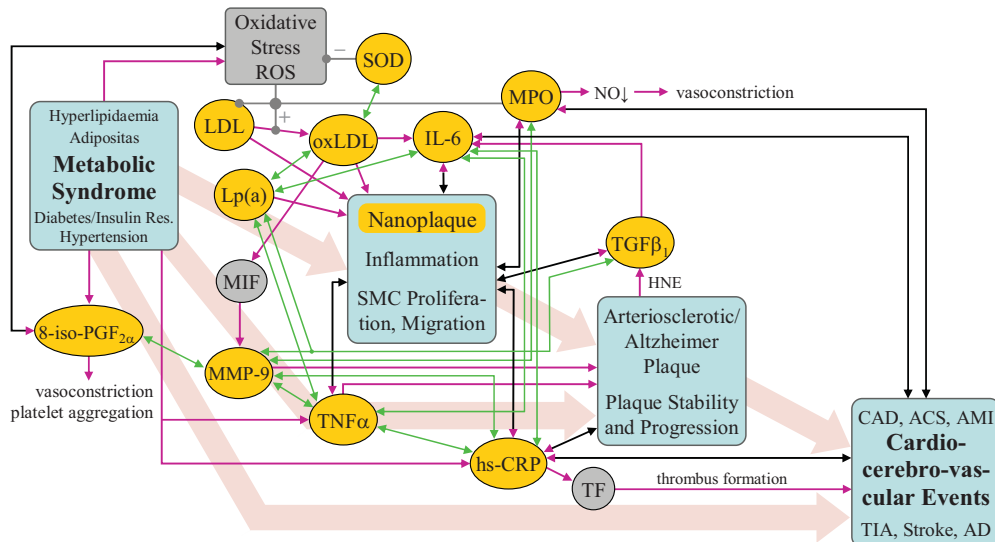 Oxidative
Stress
ROS
−
SOD
+
MPO
NO↓
vasoconstriction
LDL
oxLDL
IL-6
Hyperlipidaemia
Adipositas
Metabolic
Syndrome
Diabetes/Insulin Res.
Hypertension
Lp(a)
Nanoplaque
Inflammation
SMC Prolifera-
tion, Migration
TGFβ₁
HNE
MIF
8-iso-PGF₂α
vasoconstriction
platelet aggregation
MMP-9
TNFα
Arteriosclerotic/
Altzheimer
Plaque
Plaque Stability
and Progression
hs-CRP
TF
thrombus formation
CAD, ACS, AMI
Cardio-
cerebro-vas-
cular Events
TIA, Stroke, AD